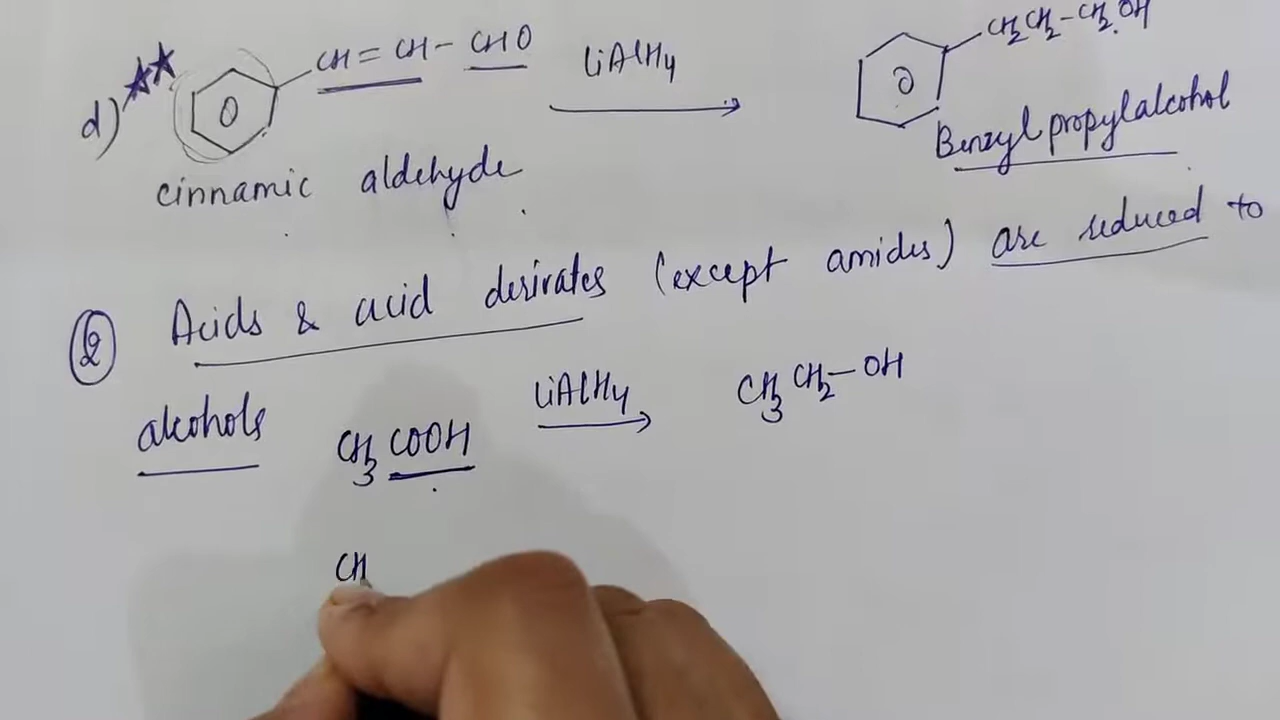 d) ★★ CH=CH-CHO LiAlH4 CH2CH2-CH2OH
cinnamic aldehyde
Benzyl propylalcohol
② Acids & acid derivates (except amides) are reduced to
alcohols
CH3COOH LiAlH4 CH3CH2-OH
CH